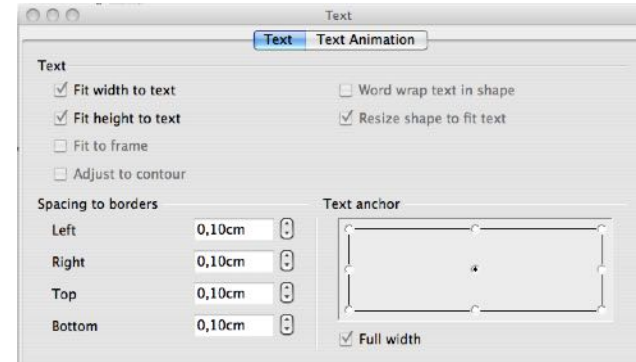 Text
Text Text Animation
Text
Fit width to text Word wrap text in shape
Fit height to text Resize shape to fit text
Fit to frame
Adjust to contour
Spacing to borders Text anchor
Left 0,10cm
Right 0,10cm
Top 0,10cm
Bottom 0,10cm
Full width